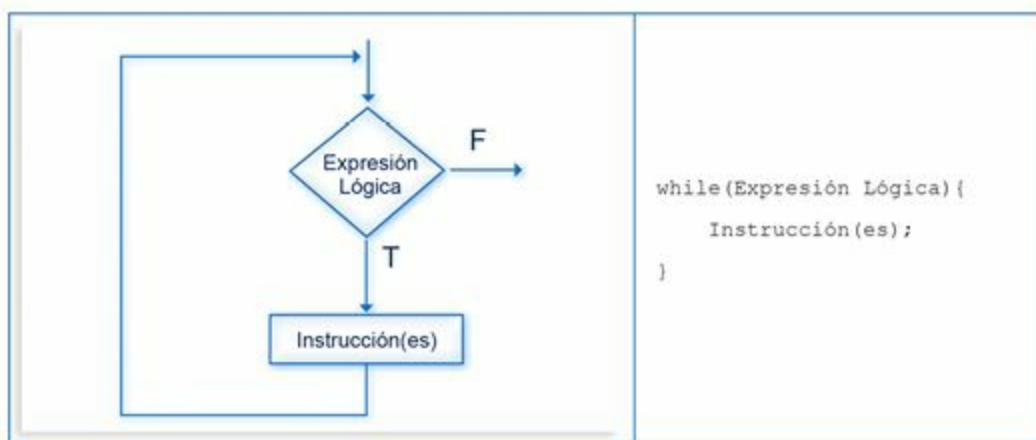 Expresión
Lógica
F
T
Instrucción(es)
while(Expresión Lógica){
Instrucción(es);
}